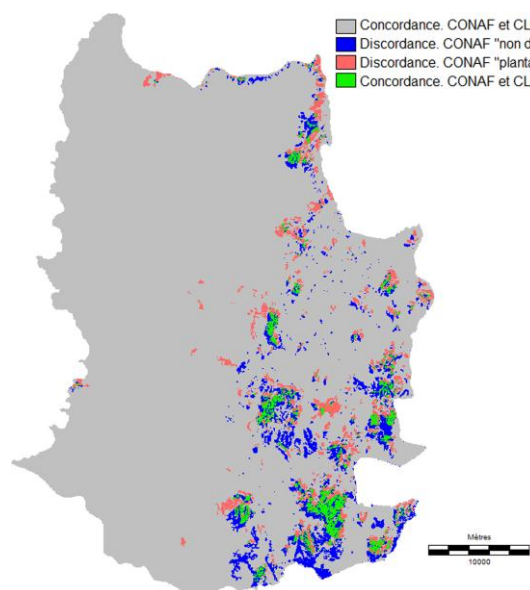 Concordance. CONAF et CL
Discordance. CONAF "non d
Discordance. CONAF "planta
Concordance. CONAF et CL
Mètres
10000